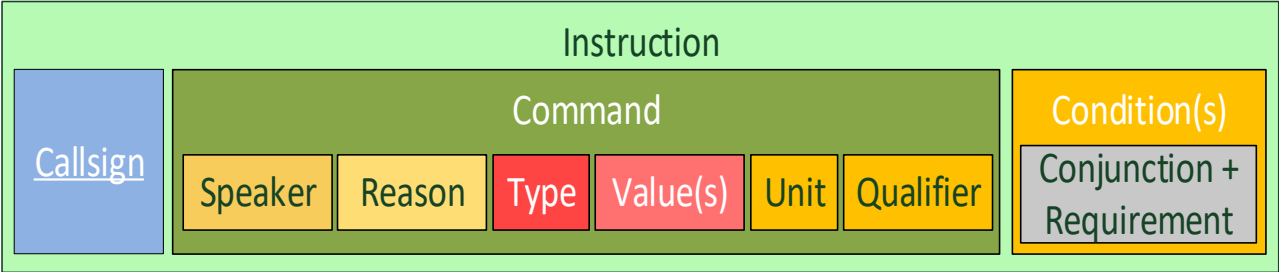 Instruction
Callsign
Command
Speaker
Reason
Type
Value(s)
Unit
Qualifier
Condition(s)
Conjunction +
Requirement